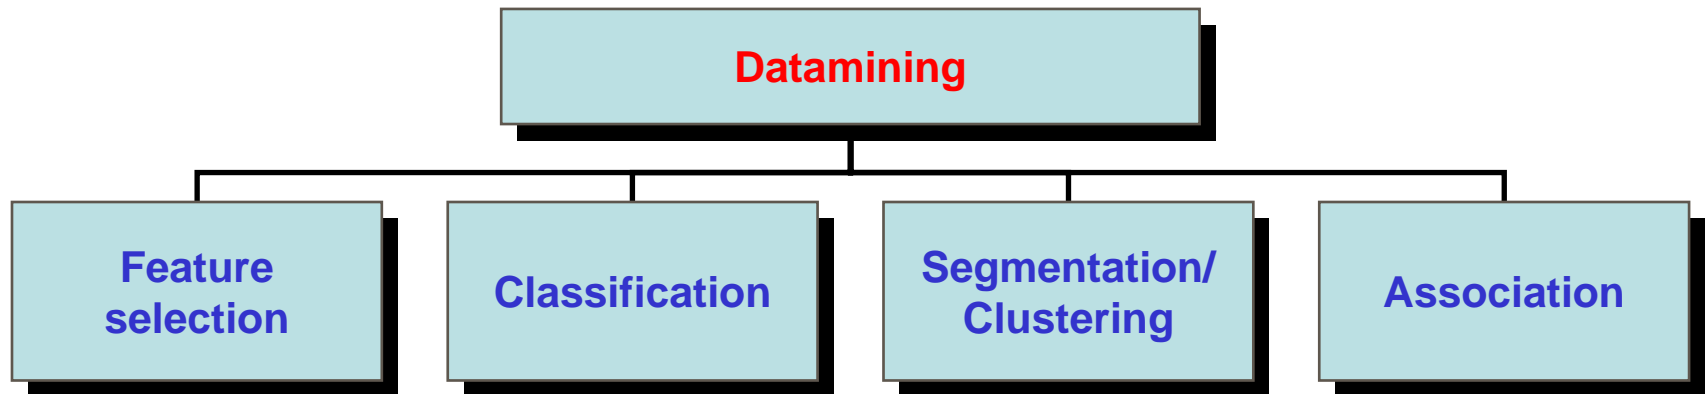 Datamining
Feature
selection
Classification
Segmentation/
Clustering
Association